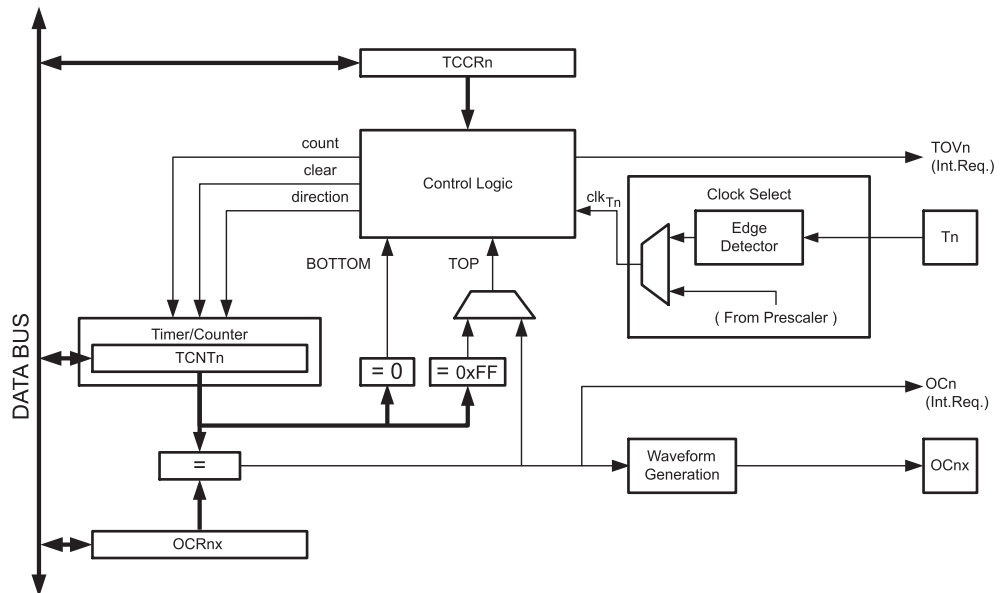 TCCRn
count
clear
direction
Control Logic
TOVn
(Int.Req.)
clkTn
Clock Select
Edge
Detector
Tn
( From Prescaler )
BOTTOM
TOP
DATA BUS
Timer/Counter
TCNTn
= 0
= 0xFF
OCn
(Int.Req.)
=
Waveform
Generation
OCnx
OCRnx